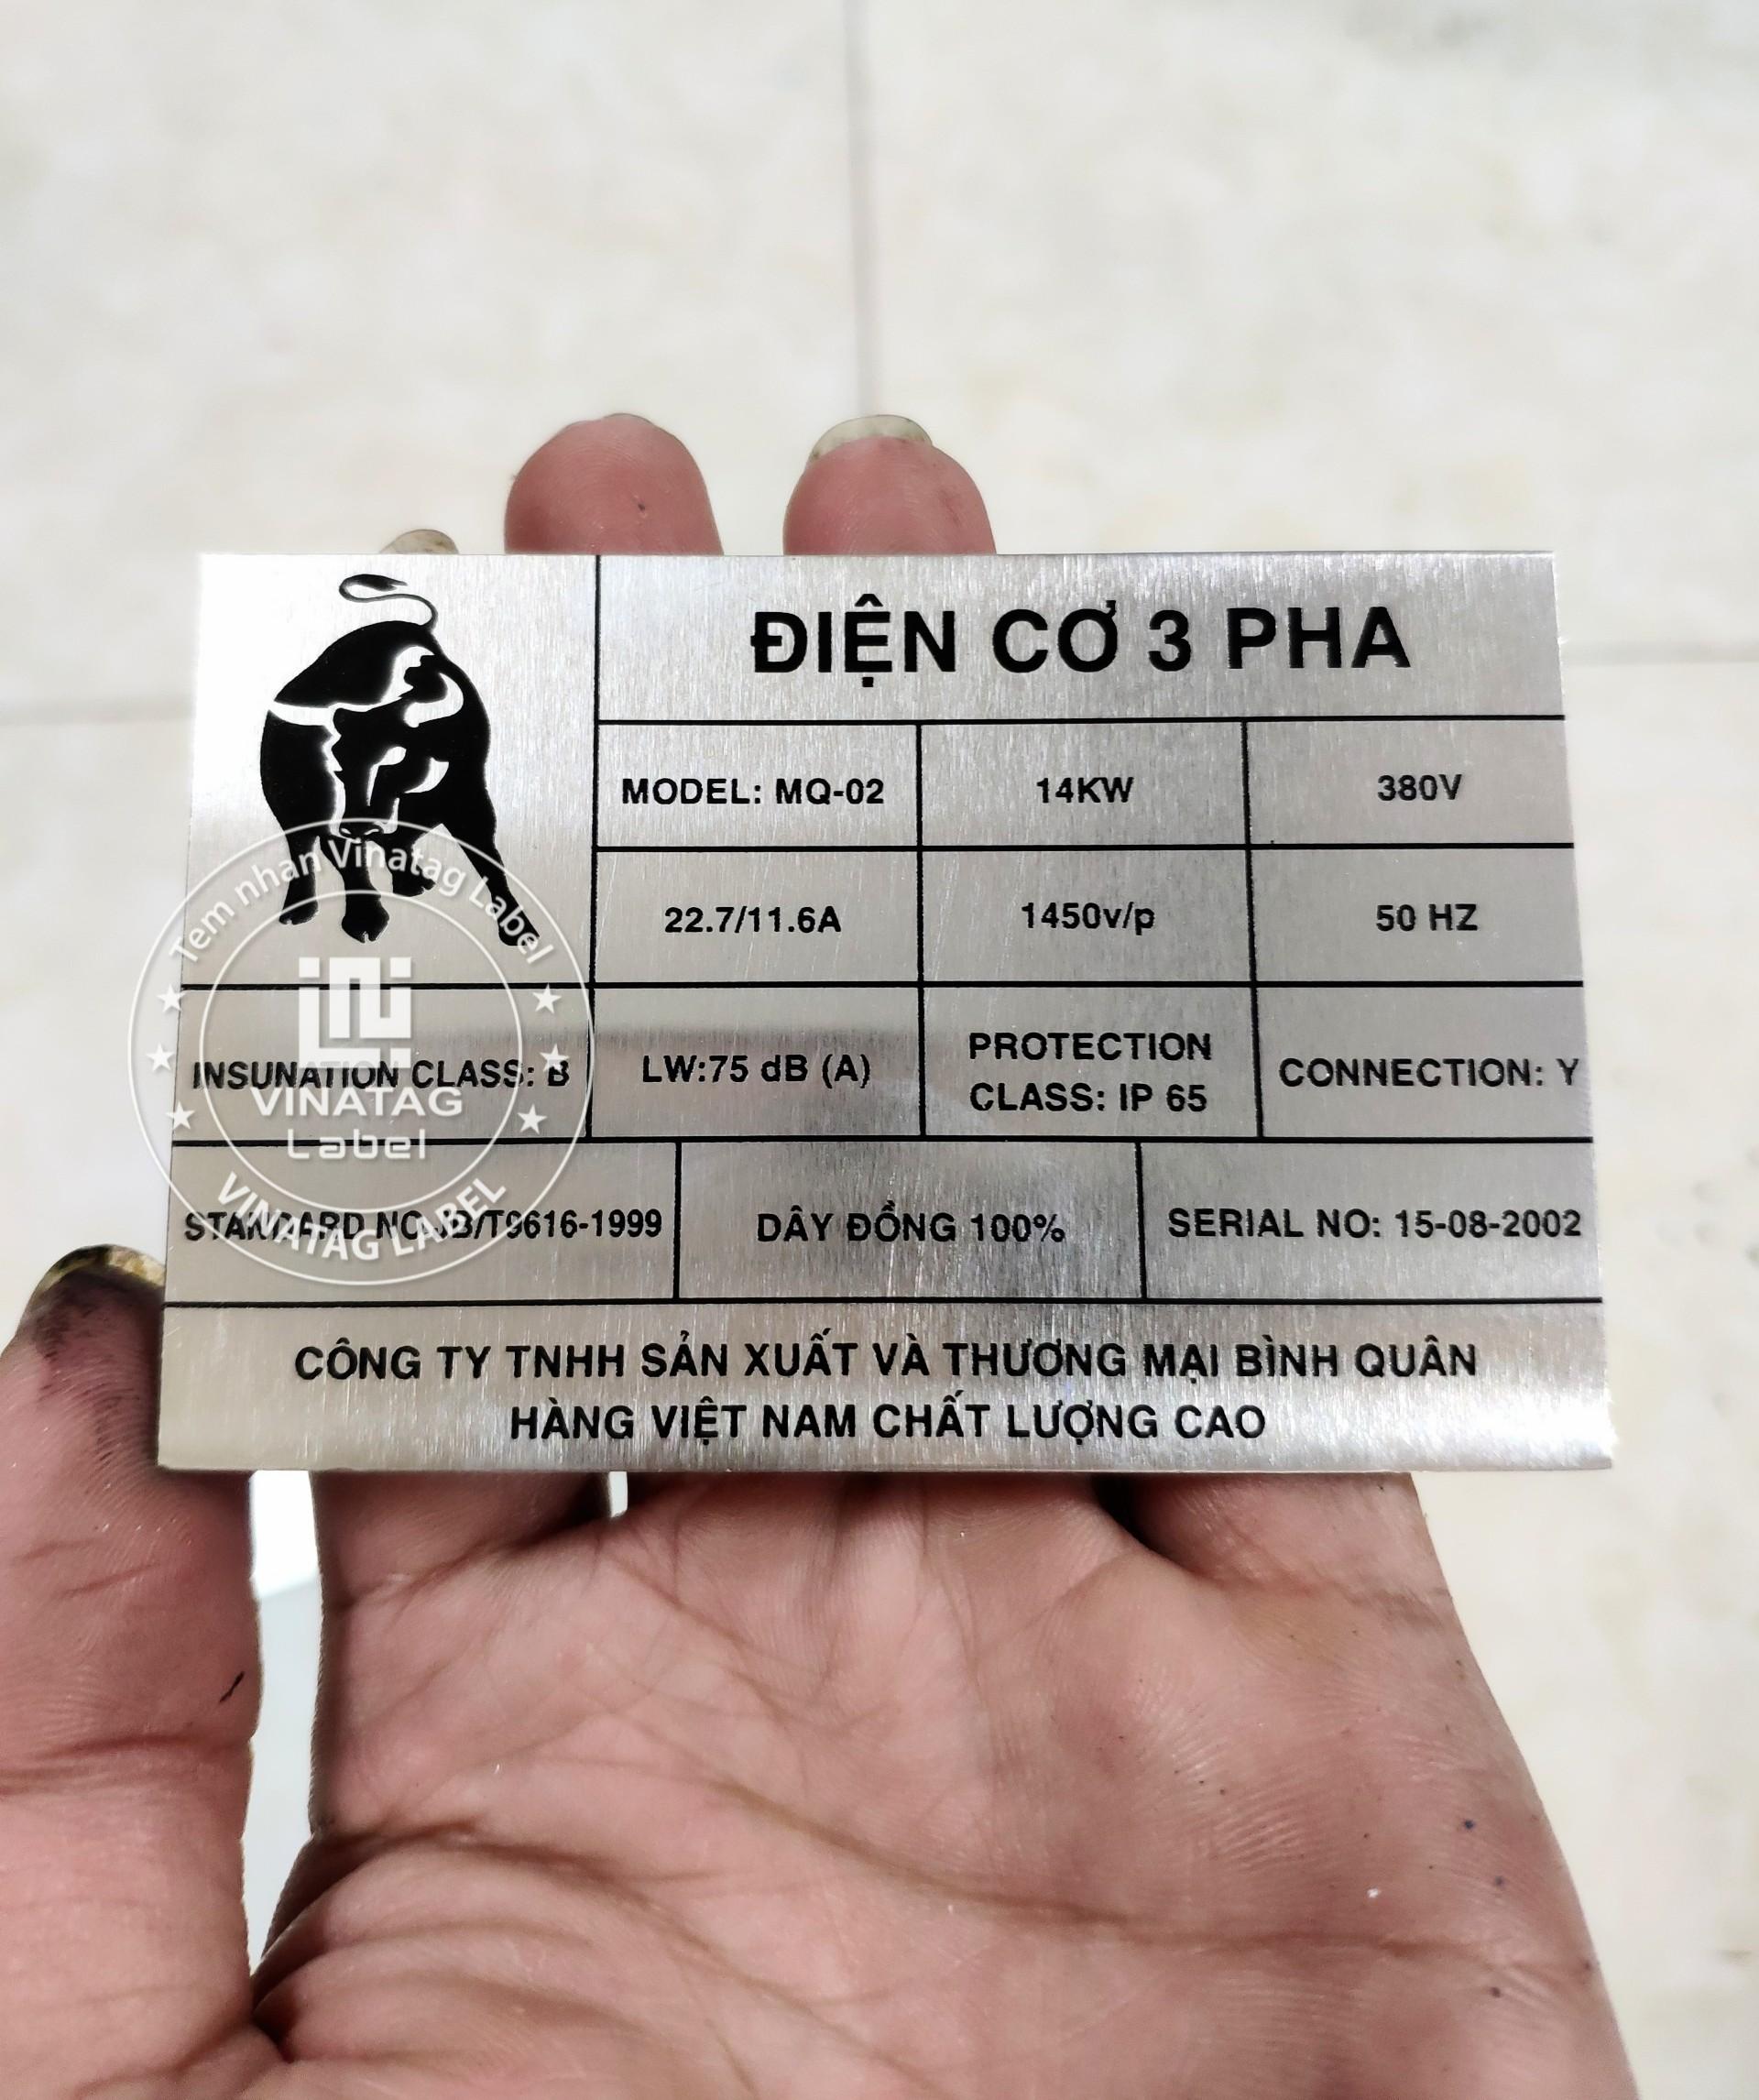 ĐIỆN CƠ 3 PHA
MODEL: MQ-02
14KW
380V
22.7/11.6A
1450v/p
50 HZ
INSUNATION CLASS: B
LW:75 dB (A)
PROTECTION
CLASS: IP 65
CONNECTION: Y
STANDARD NO: JB/T9616-1999
DÂY ĐỒNG 100%
SERIAL NO: 15-08-2002
CÔNG TY TNHH SẢN XUẤT VÀ THƯƠNG MẠI BÌNH QUÂN
HÀNG VIỆT NAM CHẤT LƯỢNG CAO
Tem nhan Vinatag Label
VINATAG
Label
VINATAG LABEL